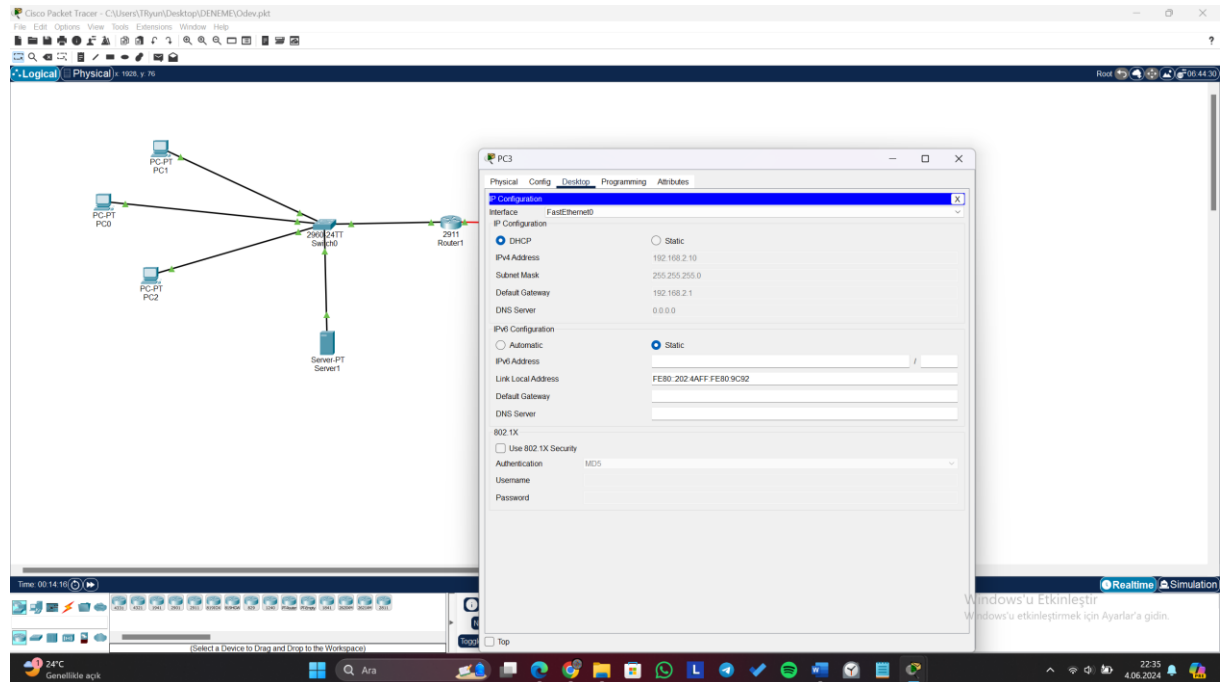 Cisco Packet Tracer - C:\Users\TRyun\Desktop\DENEME\Odev.pkt
File Edit Options View Tools Extensions Window Help
?
Logical Physical x: 1926, y: 76
Root 06:44:30
PC-PT
PC1
PC-PT
PC0
PC-PT
PC2
2960-24TT
Switch0
2911
Router1
Server-PT
Server1
PC3
Physical Config Desktop Programming Attributes
IP Configuration X
Interface FastEthernet0
IP Configuration
DHCP Static
IPv4 Address 192.168.2.10
Subnet Mask 255.255.255.0
Default Gateway 192.168.2.1
DNS Server 0.0.0.0
IPv6 Configuration
Automatic Static
IPv6 Address /
Link Local Address FE80::202:4AFF:FE80:9C92
Default Gateway
DNS Server
802.1X
Use 802.1X Security
Authentication MD5
Username
Password
Top
Time: 00:14:16
Realtime Simulation
(Select a Device to Drag and Drop to the Workspace)
Windows'u Etkinleştir
Windows'u etkinleştirmek için Ayarlar'a gidin.
24°C
Genellikle açık
Ara
22:35
4.06.2024